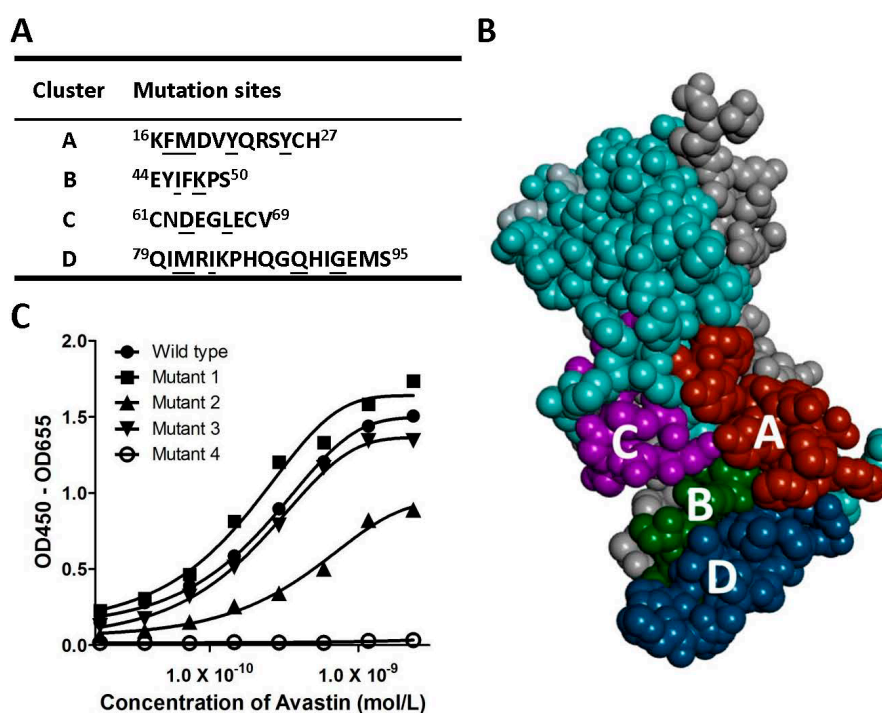 A
Cluster Mutation sites
A ¹⁶KFMDVYQRSYCH²⁷
B ⁴⁴EYIFKPS⁵⁰
C ⁶¹CNDEGLECV⁶⁹
D ⁷⁹QIMRIKPHQGQHIGEMS⁹⁵
B
A
C
B
D
C
2.0
1.5
1.0
0.5
0.0
OD450 - OD655
Wild type
Mutant 1
Mutant 2
Mutant 3
Mutant 4
1.0 X 10⁻¹⁰
1.0 X 10⁻⁹
Concentration of Avastin (mol/L)